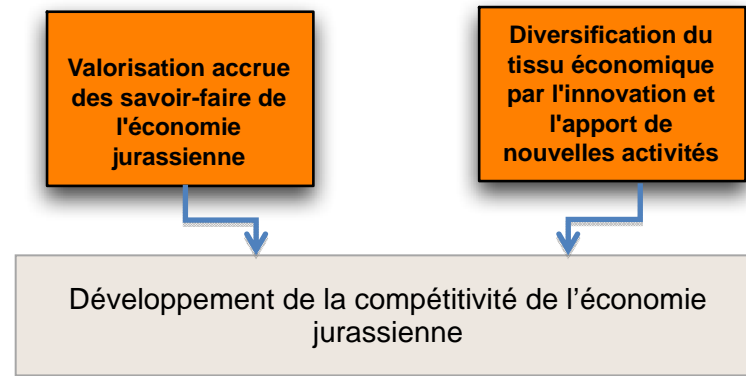 Valorisation accrue
des savoir-faire de
l'économie
jurassienne
Diversification du
tissu économique
par l'innovation et
l'apport de
nouvelles activités
Développement de la compétitivité de l’économie
jurassienne